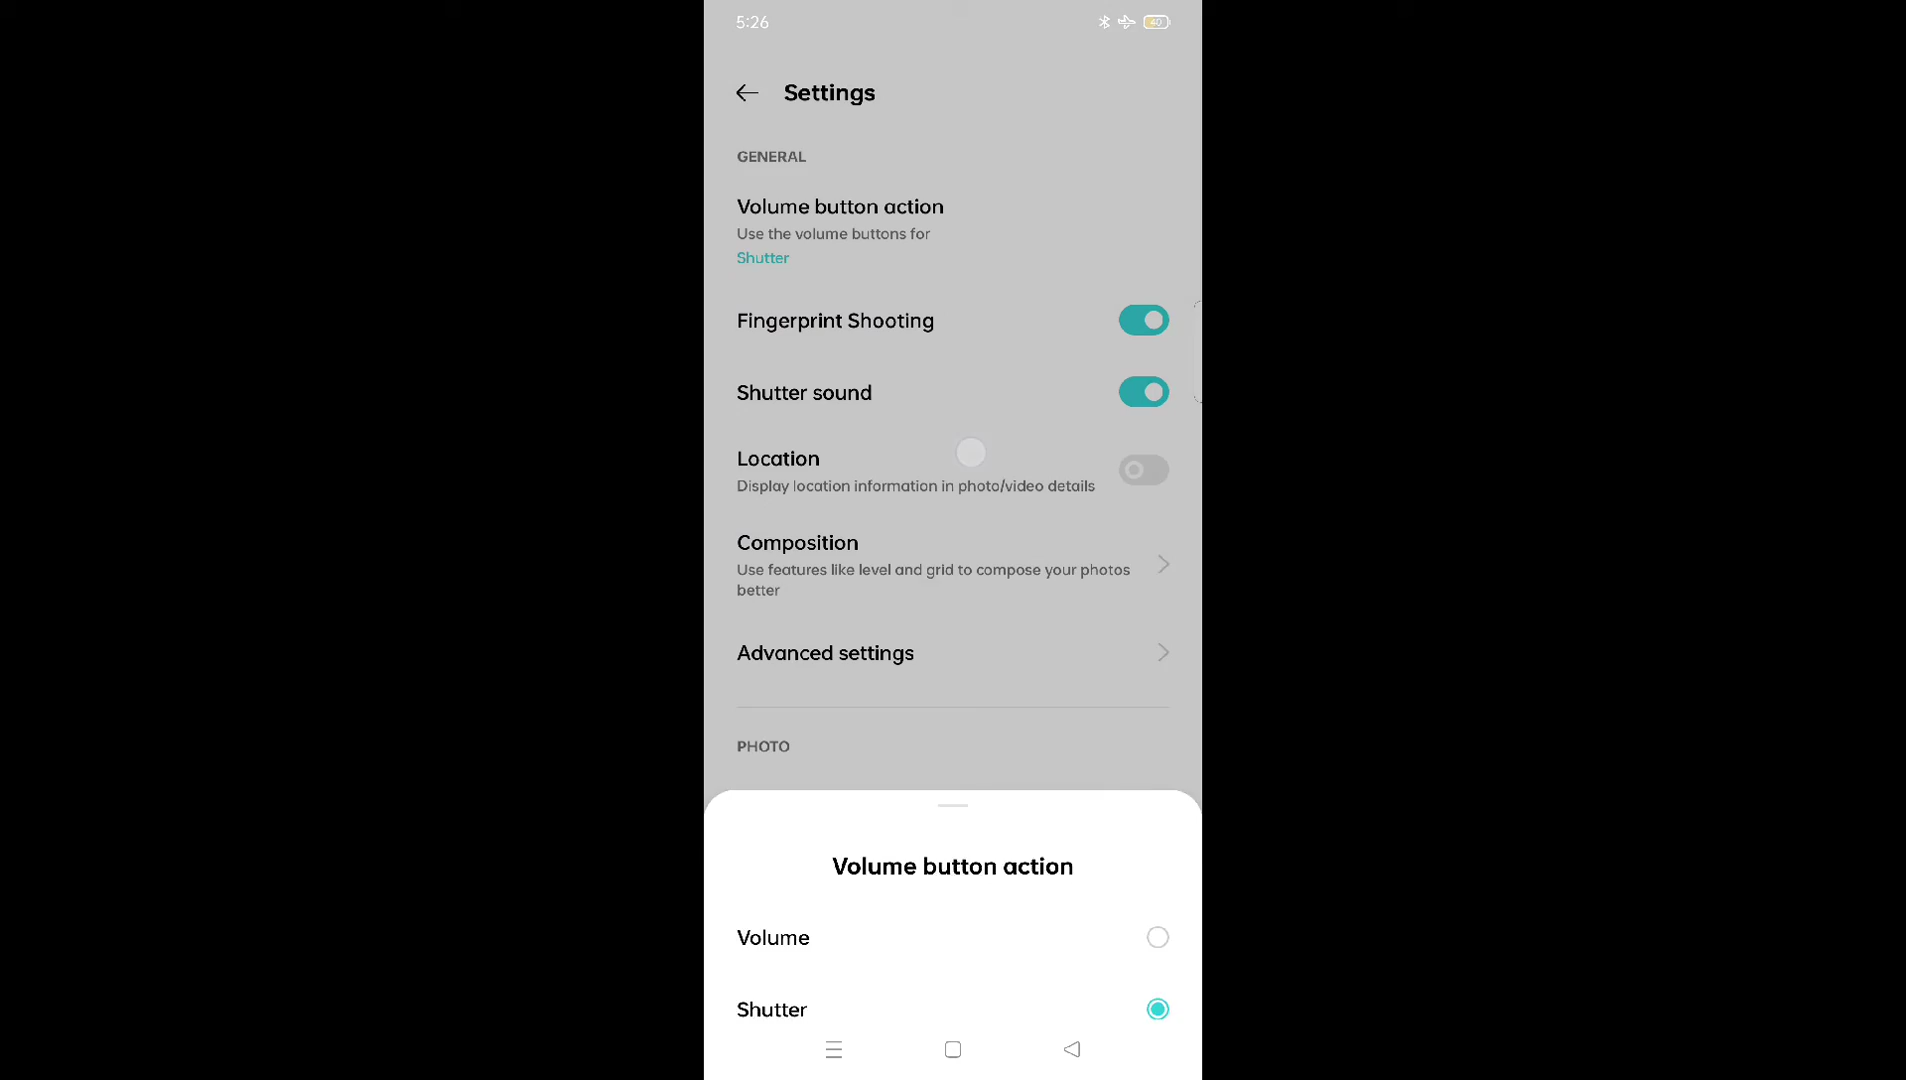 5:26
40
Settings
GENERAL
Volume button action
Use the volume buttons for
Shutter
Fingerprint Shooting
Shutter sound
Location
Display location information in photo/video details
Composition
Use features like level and grid to compose your photos
better
Advanced settings
PHOTO
Volume button action
Volume
Shutter